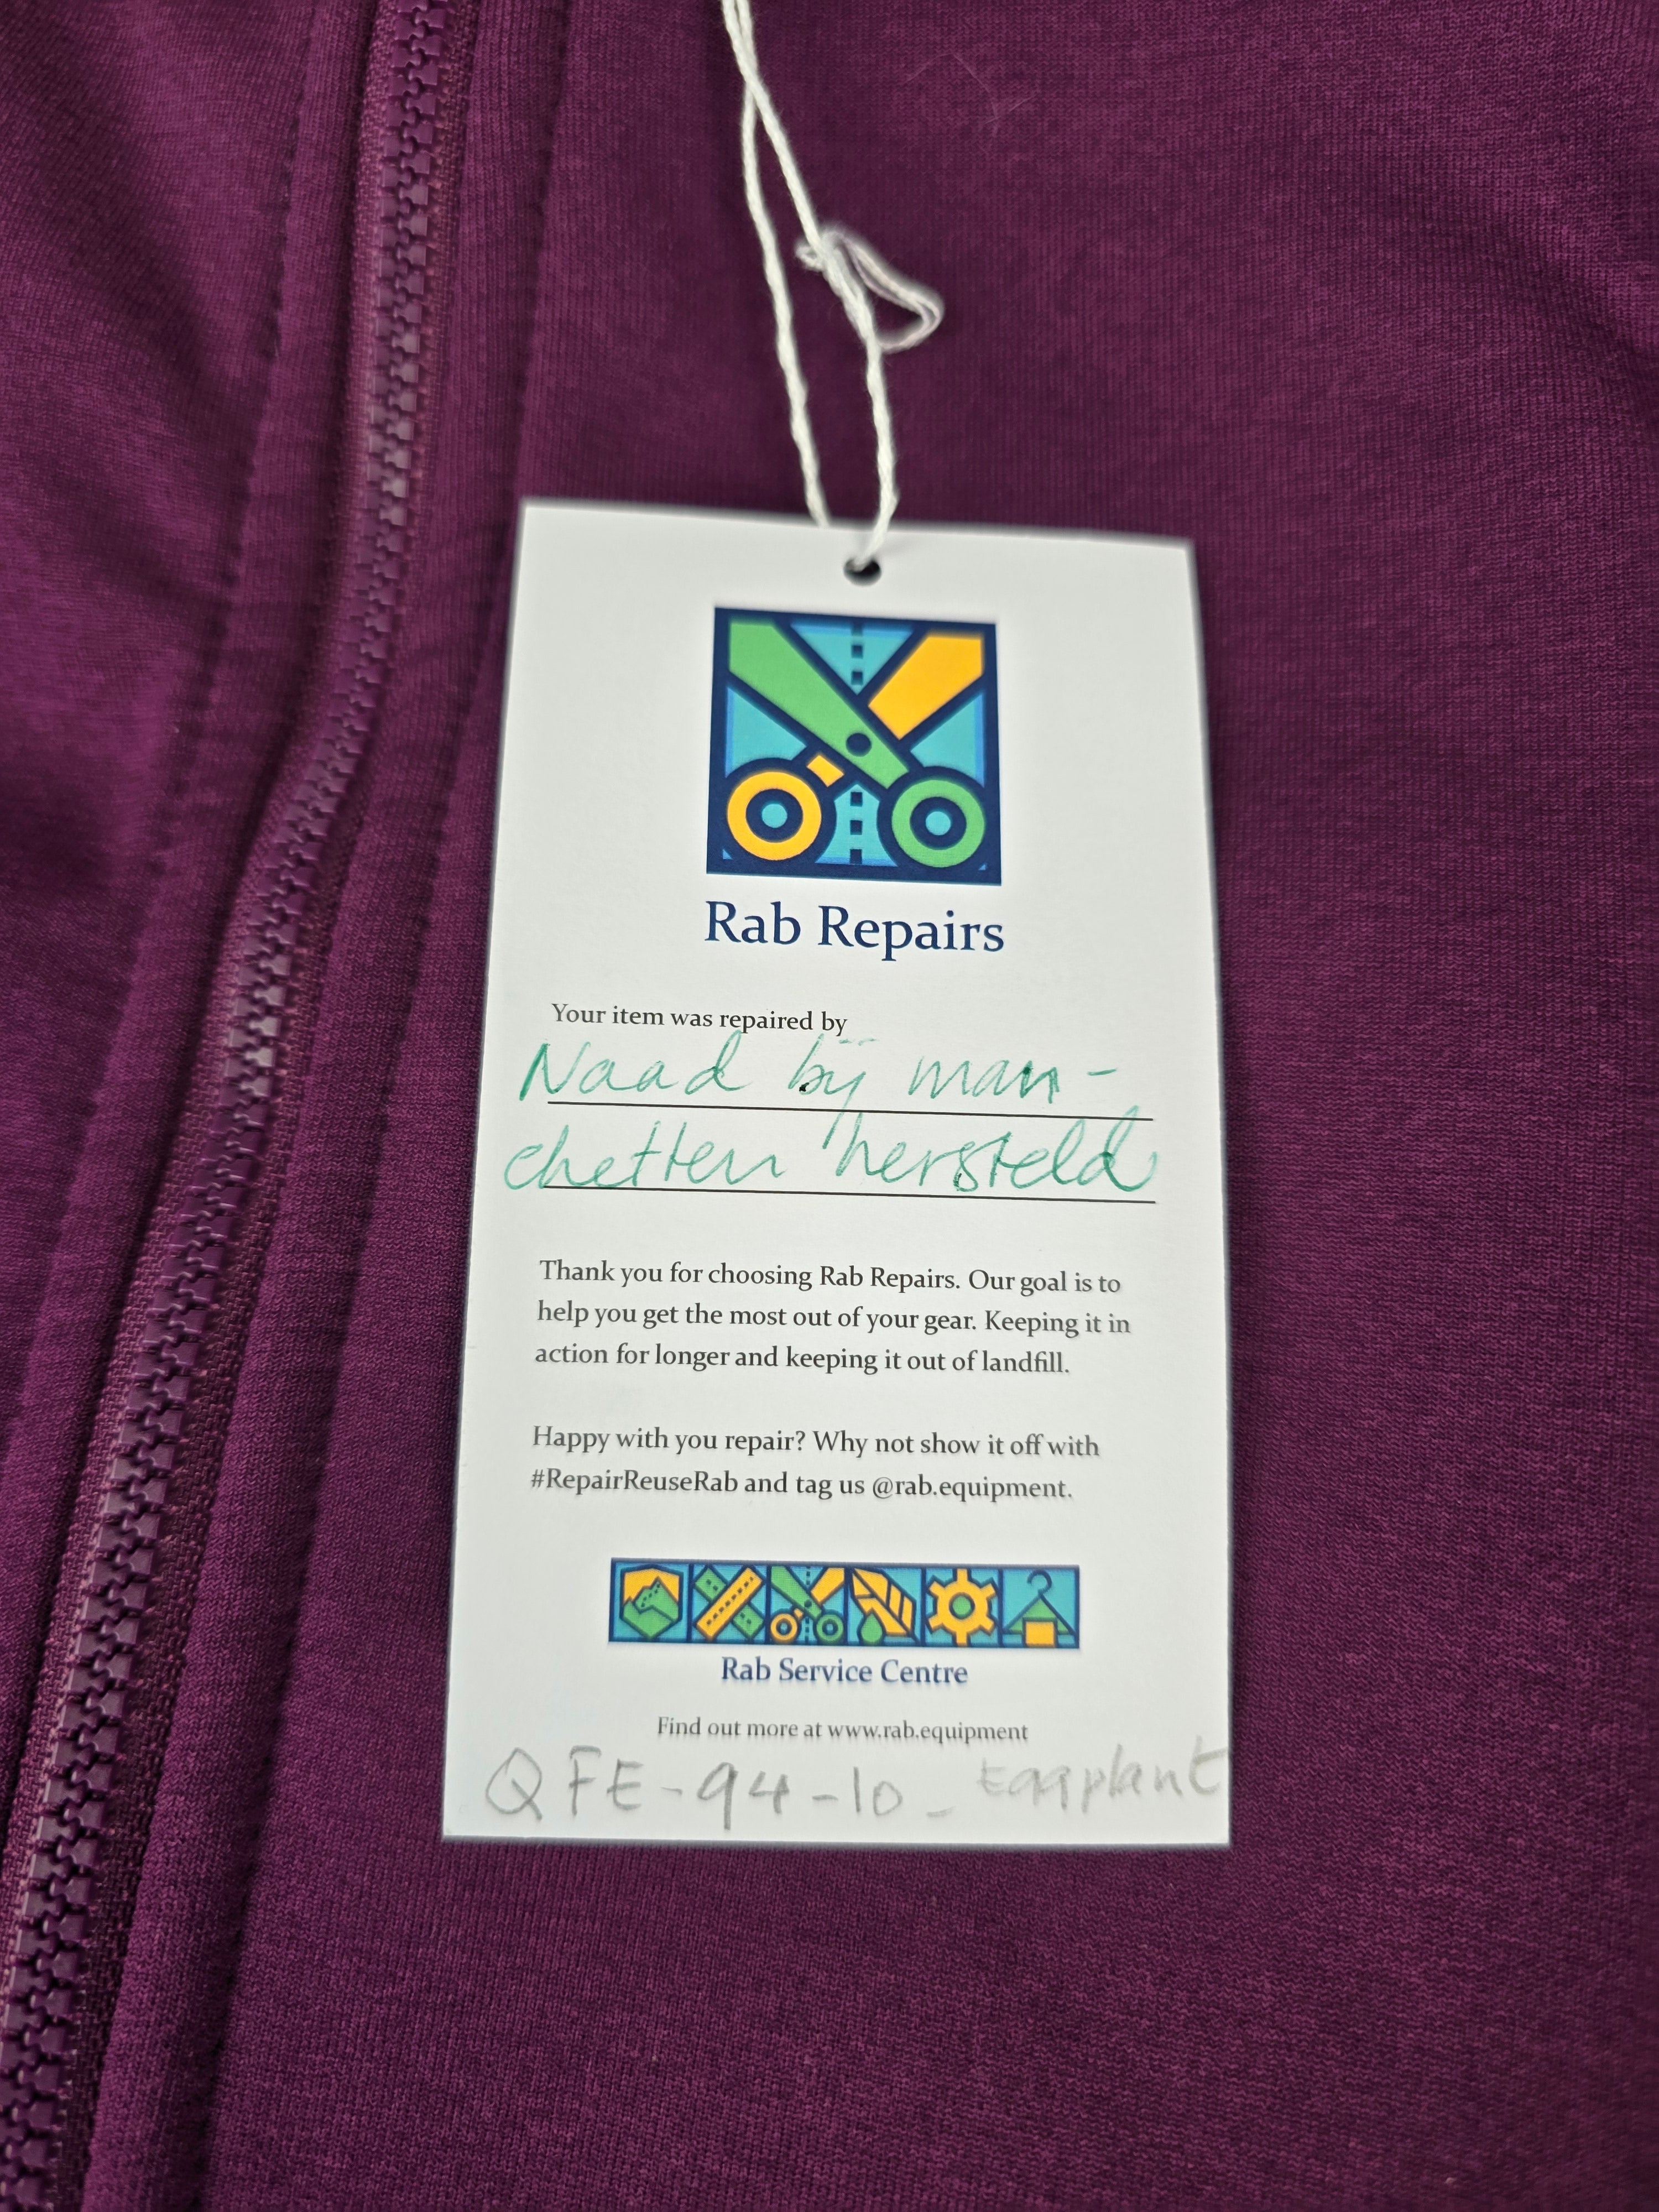 Rab Repairs
Your item was repaired by
Naad bij man-
chetten hersteld
Thank you for choosing Rab Repairs. Our goal is to
help you get the most out of your gear. Keeping it in
action for longer and keeping it out of landfill.
Happy with you repair? Why not show it off with
#RepairReuseRab and tag us @rab.equipment.
Rab Service Centre
Find out more at www.rab.equipment
QFE-94-10_ Eggplant